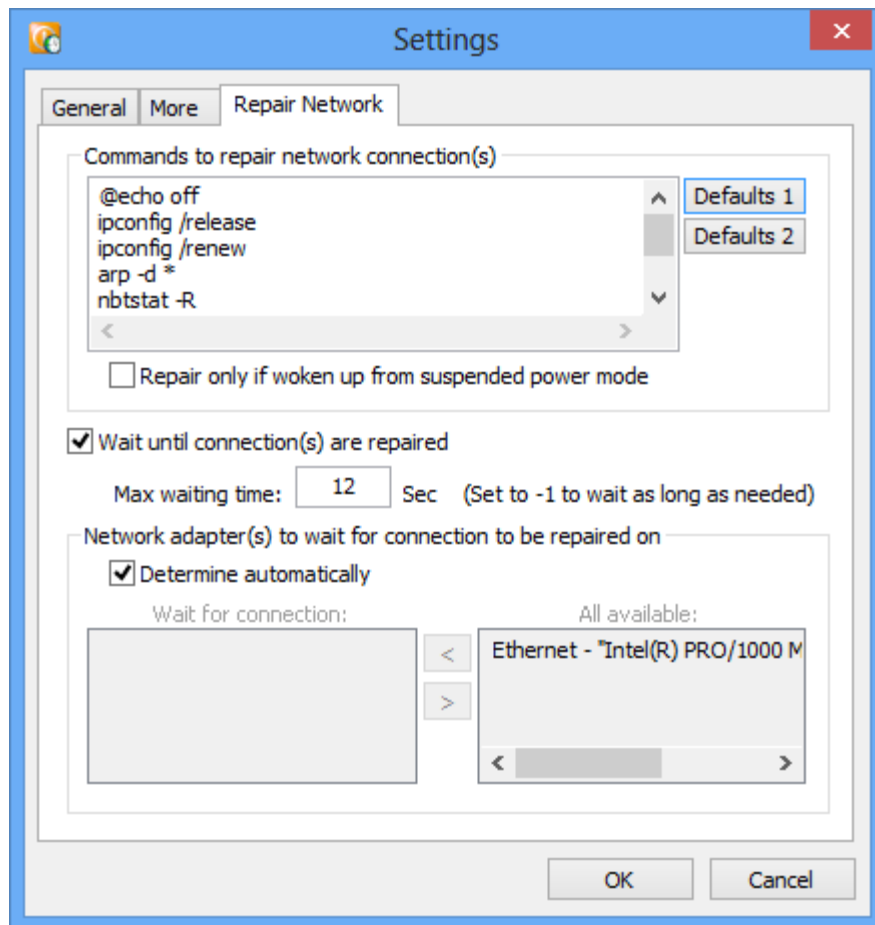 Settings
General More Repair Network
Commands to repair network connection(s)
@echo off
ipconfig /release
ipconfig /renew
arp -d *
nbtstat -R
Defaults 1
Defaults 2
Repair only if woken up from suspended power mode
Wait until connection(s) are repaired
Max waiting time: 12 Sec (Set to -1 to wait as long as needed)
Network adapter(s) to wait for connection to be repaired on
Determine automatically
Wait for connection: All available:
< Ethernet - "Intel(R) PRO/1000 M
>
OK Cancel